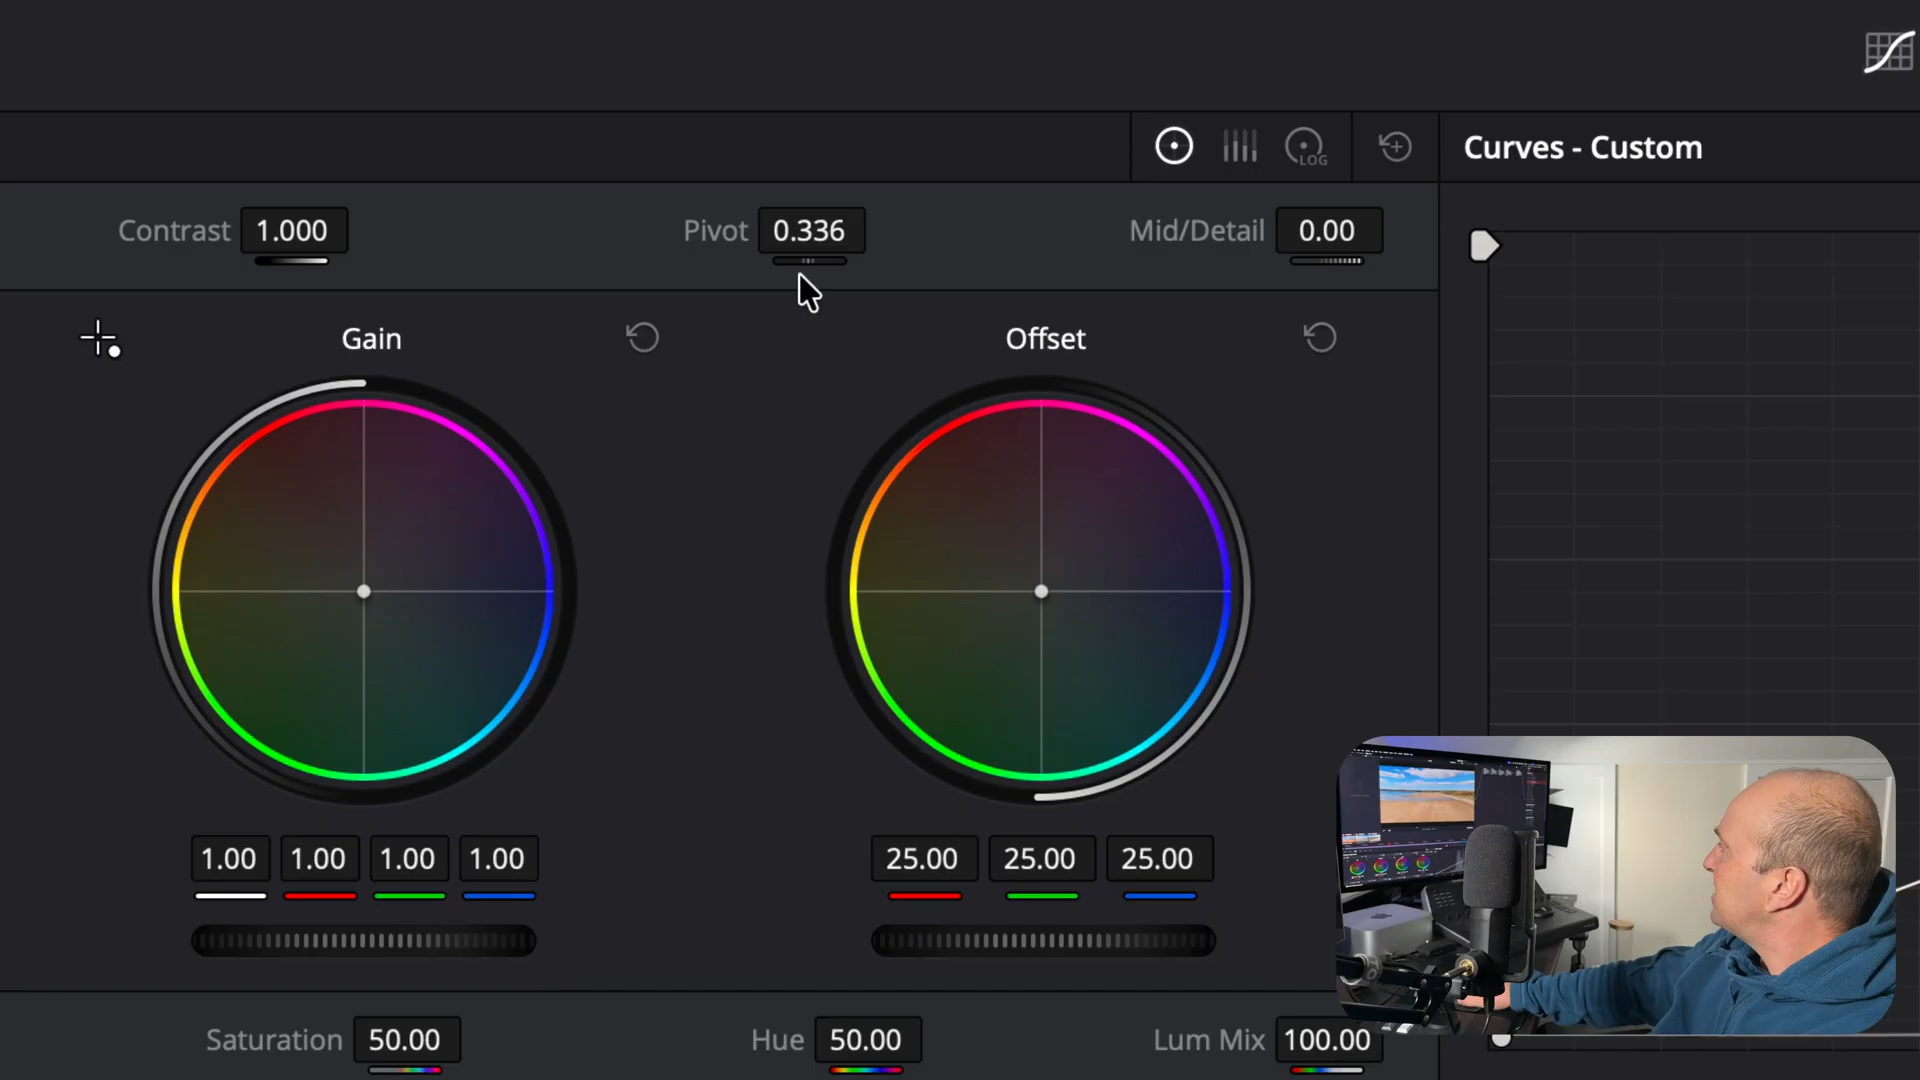 LOG
Curves - Custom
Contrast 1.000
Pivot 0.336
Mid/Detail 0.00
Gain
Offset
1.00 1.00 1.00 1.00
25.00 25.00 25.00
Saturation 50.00
Hue 50.00
Lum Mix 100.00